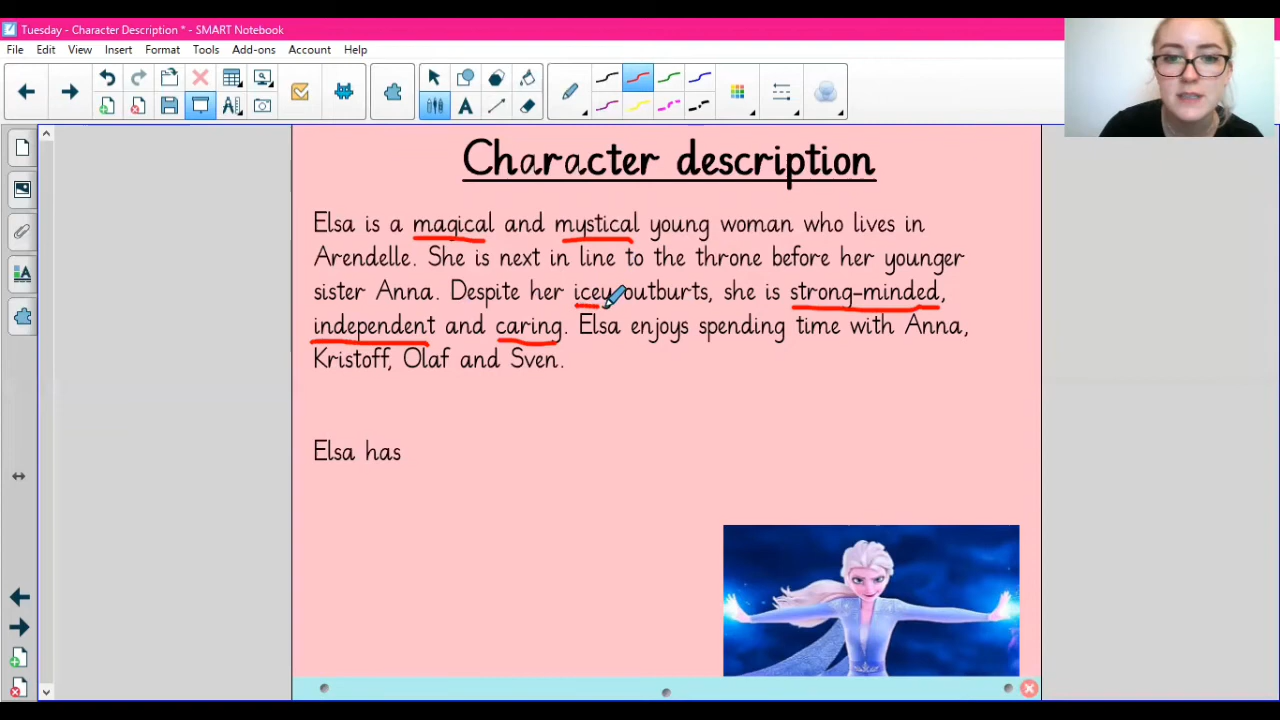 Tuesday - Character Description * - SMART Notebook
File Edit View Insert Format Tools Add-ons Account Help
Character description
Elsa is a magical and mystical young woman who lives in
Arendelle. She is next in line to the throne before her younger
sister Anna. Despite her icey outburts, she is strong-minded,
independent and caring. Elsa enjoys spending time with Anna,
Kristoff, Olaf and Sven.
Elsa has